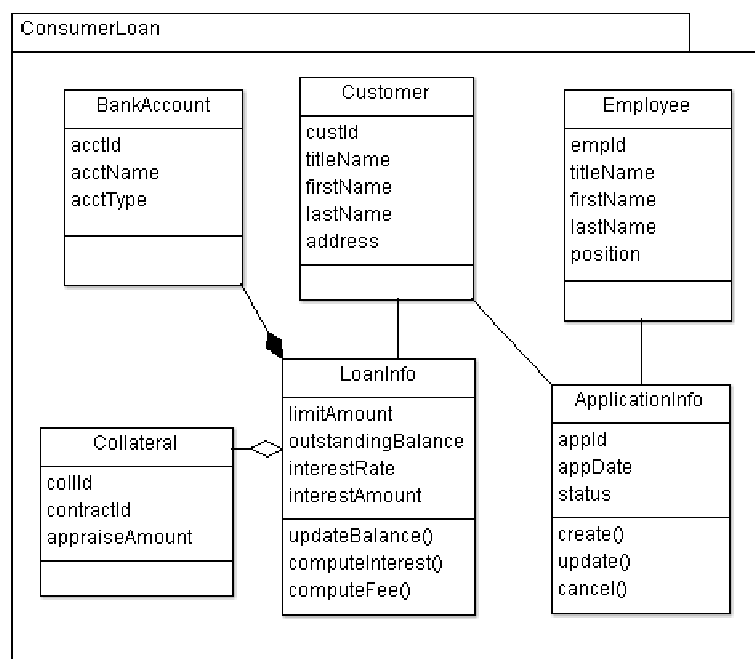 ConsumerLoan
BankAccount
acctId
acctName
acctType
Customer
custId
titleName
firstName
lastName
address
Employee
empId
titleName
firstName
lastName
position
LoanInfo
limitAmount
outstandingBalance
interestRate
interestAmount
updateBalance()
computeInterest()
computeFee()
Collateral
collId
contractId
appraiseAmount
ApplicationInfo
appId
appDate
status
create()
update()
cancel()